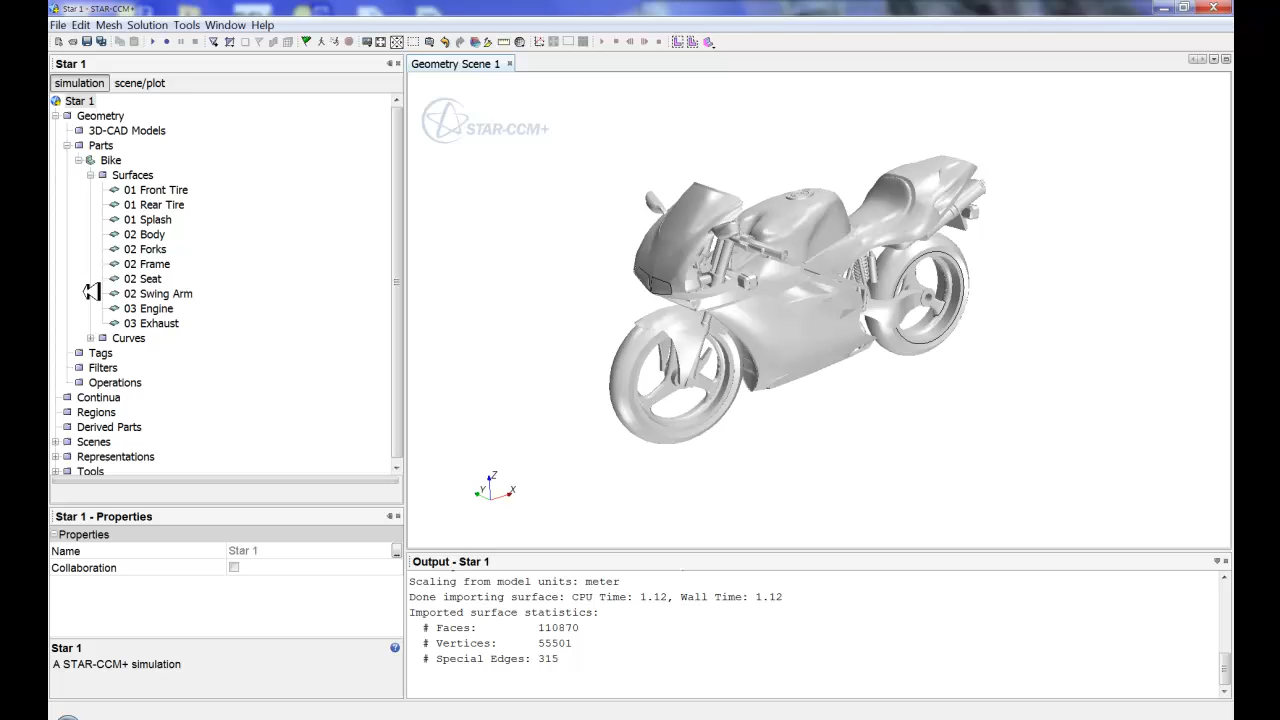 Star 1 - STAR-CCM+
File Edit Mesh Solution Tools Window Help
Star 1
simulation scene/plot
Star 1
Geometry
3D-CAD Models
Parts
Bike
Surfaces
01 Front Tire
01 Rear Tire
01 Splash
02 Body
02 Forks
02 Frame
02 Seat
02 Swing Arm
03 Engine
03 Exhaust
Curves
Tags
Filters
Operations
Continua
Regions
Derived Parts
Scenes
Representations
Tools
Star 1 - Properties
Properties
Name Star 1
Collaboration
Star 1
A STAR-CCM+ simulation
Geometry Scene 1
STAR-CCM+
Z
Y X
Output - Star 1
Scaling from model units: meter
Done importing surface: CPU Time: 1.12, Wall Time: 1.12
Imported surface statistics:
# Faces: 110870
# Vertices: 55501
# Special Edges: 315